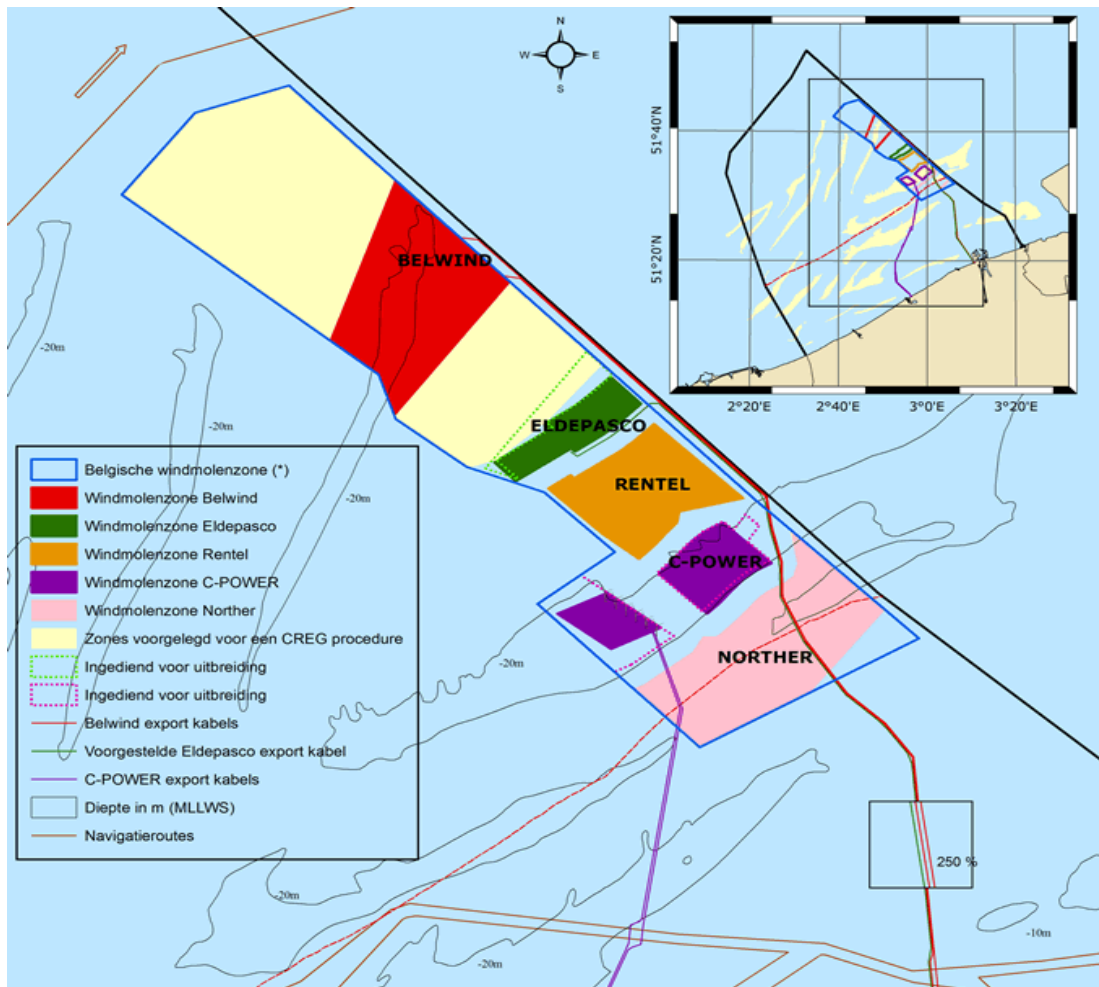 N
W E
S
51°40'N
51°20'N
2°20'E 2°40'E 3°0'E 3°20'E
BELWIND
-20m
-20m
ELDEPASCO
-20m
RENTEL
C-POWER
NORTHER
-20m
Belgische windmolenzone (*)
Windmolenzone Belwind
Windmolenzone Eldepasco
Windmolenzone Rentel
Windmolenzone C-POWER
Windmolenzone Norther
Zones voorgelegd voor een CREG procedure
Ingediend voor uitbreiding
Ingediend voor uitbreiding
Belwind export kabels
Voorgestelde Eldepasco export kabel
C-POWER export kabels
Diepte in m (MLLWS)
Navigatieroutes
250 %
-20m
-10m
-20m